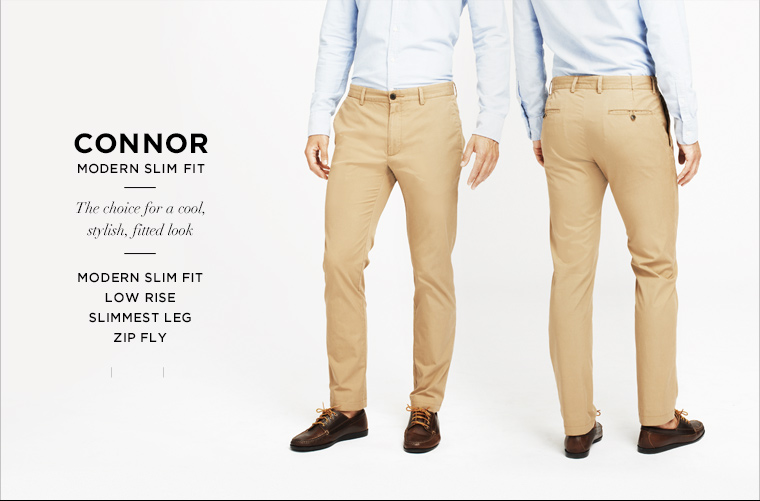 CONNOR
MODERN SLIM FIT
The choice for a cool,
stylish, fitted look
MODERN SLIM FIT
LOW RISE
SLIMMEST LEG
ZIP FLY